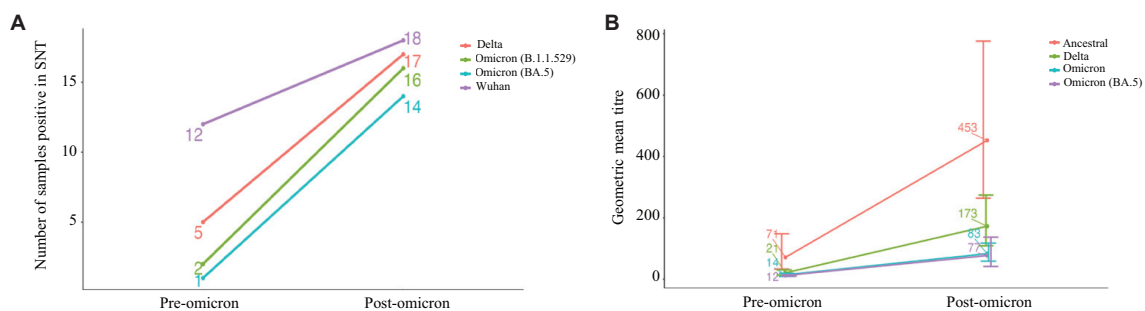 A
Number of samples positive in SNT
15
10
5
18
17
16
14
12
5
2
1
Pre-omicron
Post-omicron
Delta
Omicron (B.1.1.529)
Omicron (BA.5)
Wuhan
B
Geometric mean titre
800
600
400
200
0
453
173
83
77
71
21
14
12
Pre-omicron
Post-omicron
Ancestral
Delta
Omicron
Omicron (BA.5)